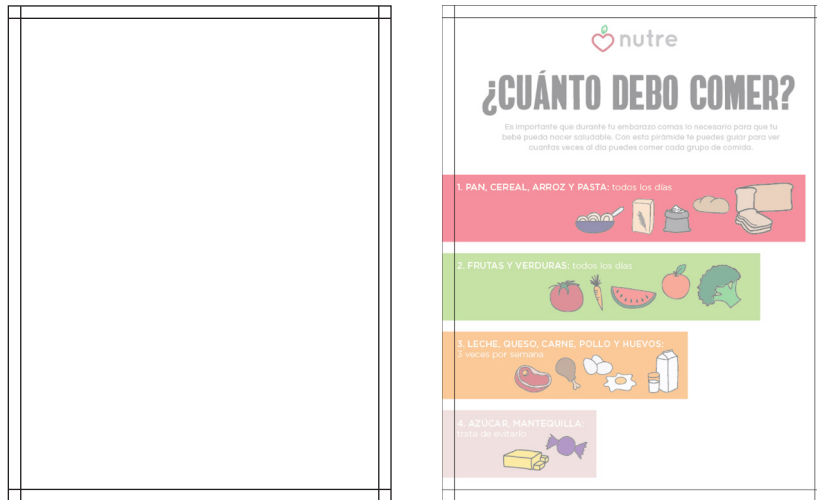 nutre
¿CUÁNTO DEBO COMER?
Es importante que durante tu embarazo comas lo necesario para que tu
bebé pueda nacer saludable. Con esta pirámide te puedes guiar para ver
cuantas veces al día puedes comer cada grupo de comida.
1. PAN, CEREAL, ARROZ Y PASTA: todos los días
2. FRUTAS Y VERDURAS: todos los días
3. LECHE, QUESO, CARNE, POLLO Y HUEVOS:
3 veces por semana
4. AZÚCAR, MANTEQUILLA:
trata de evitarlo